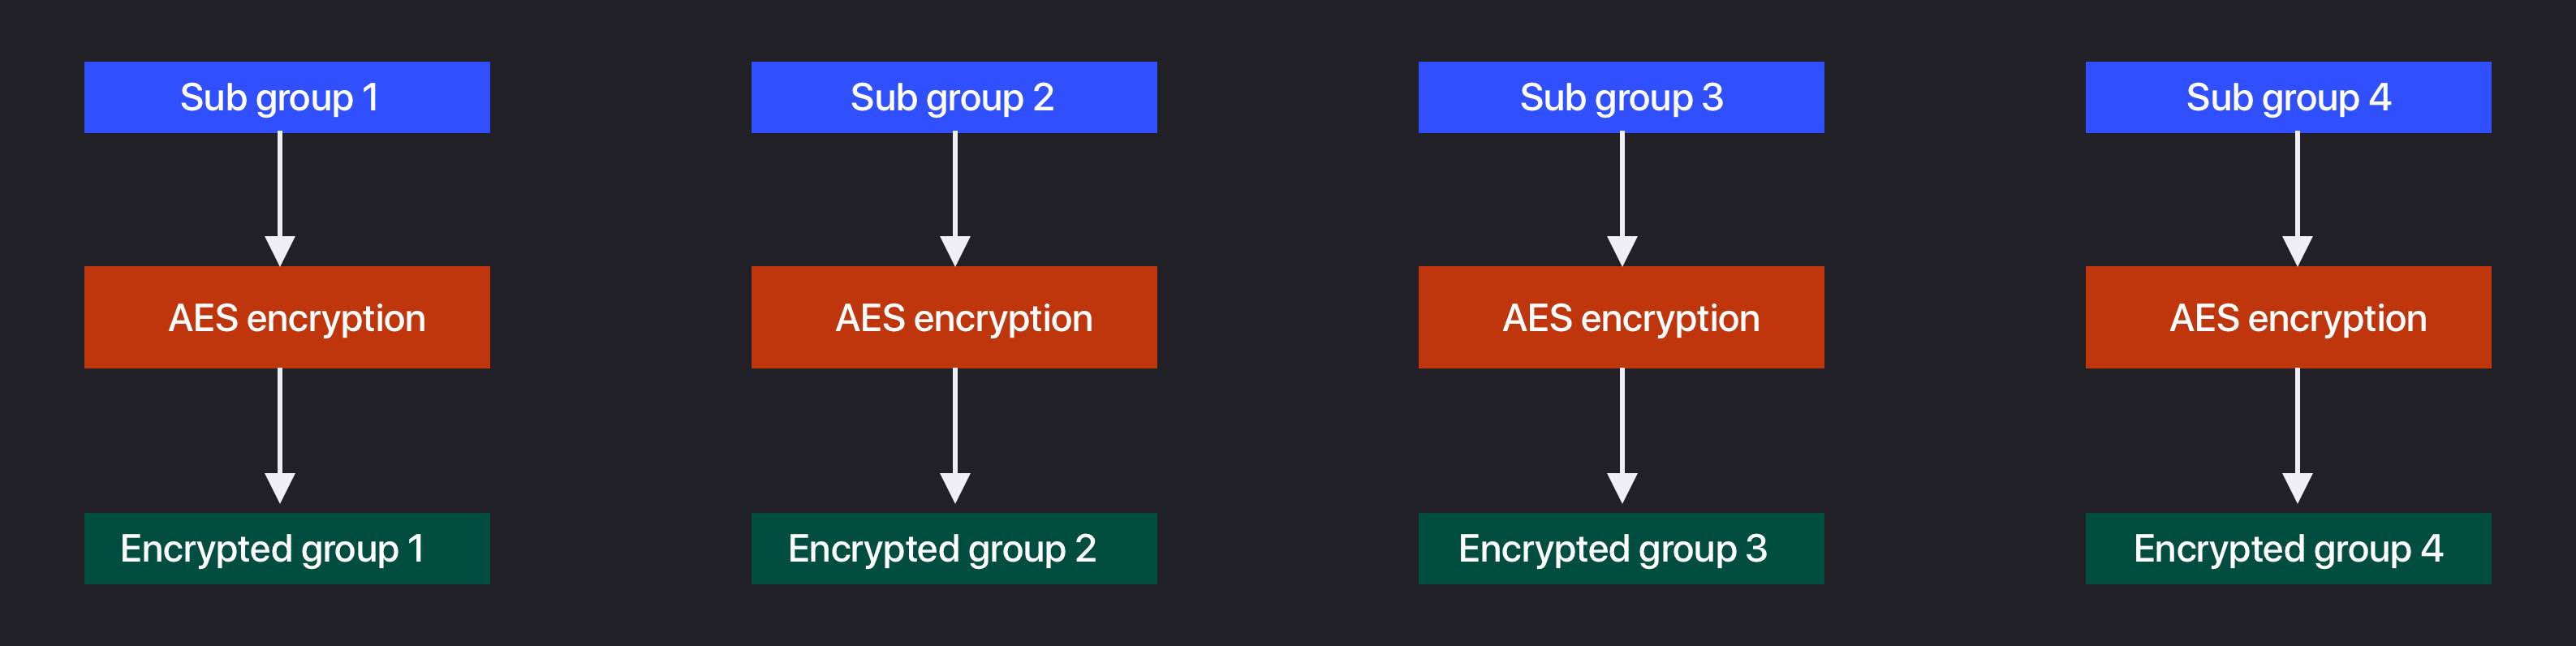 Sub group 1
Sub group 2
Sub group 3
Sub group 4
AES encryption
AES encryption
AES encryption
AES encryption
Encrypted group 1
Encrypted group 2
Encrypted group 3
Encrypted group 4